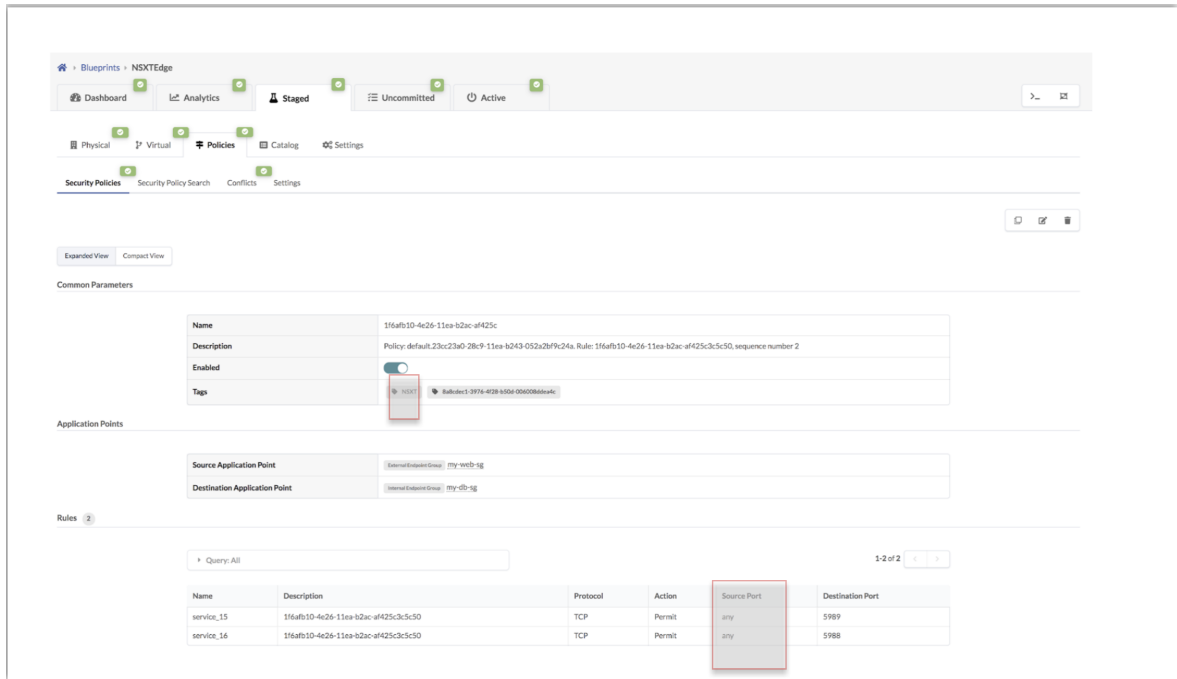 Blueprints › NSXTEdge
Dashboard Analytics Staged Uncommitted Active
Physical Virtual Policies Catalog Settings
Security Policies Security Policy Search Conflicts Settings
Expanded View Compact View
Common Parameters
Name 1f6afb10-4e26-11ea-b2ac-af425c
Description Policy: default.23cc23a0-28c9-11ea-b243-052a2bf9c24a, Rule: 1f6afb10-4e26-11ea-b2ac-af425c3c5c50, sequence number 2
Enabled
Tags NSXT 8a8cdec1-3976-4f28-b50d-006008ddea4c
Application Points
Source Application Point External Endpoint Group my-web-sg
Destination Application Point Internal Endpoint Group my-db-sg
Rules 2
Query: All 1-2 of 2
Name Description Protocol Action Source Port Destination Port
service_15 1f6afb10-4e26-11ea-b2ac-af425c3c5c50 TCP Permit any 5989
service_16 1f6afb10-4e26-11ea-b2ac-af425c3c5c50 TCP Permit any 5988